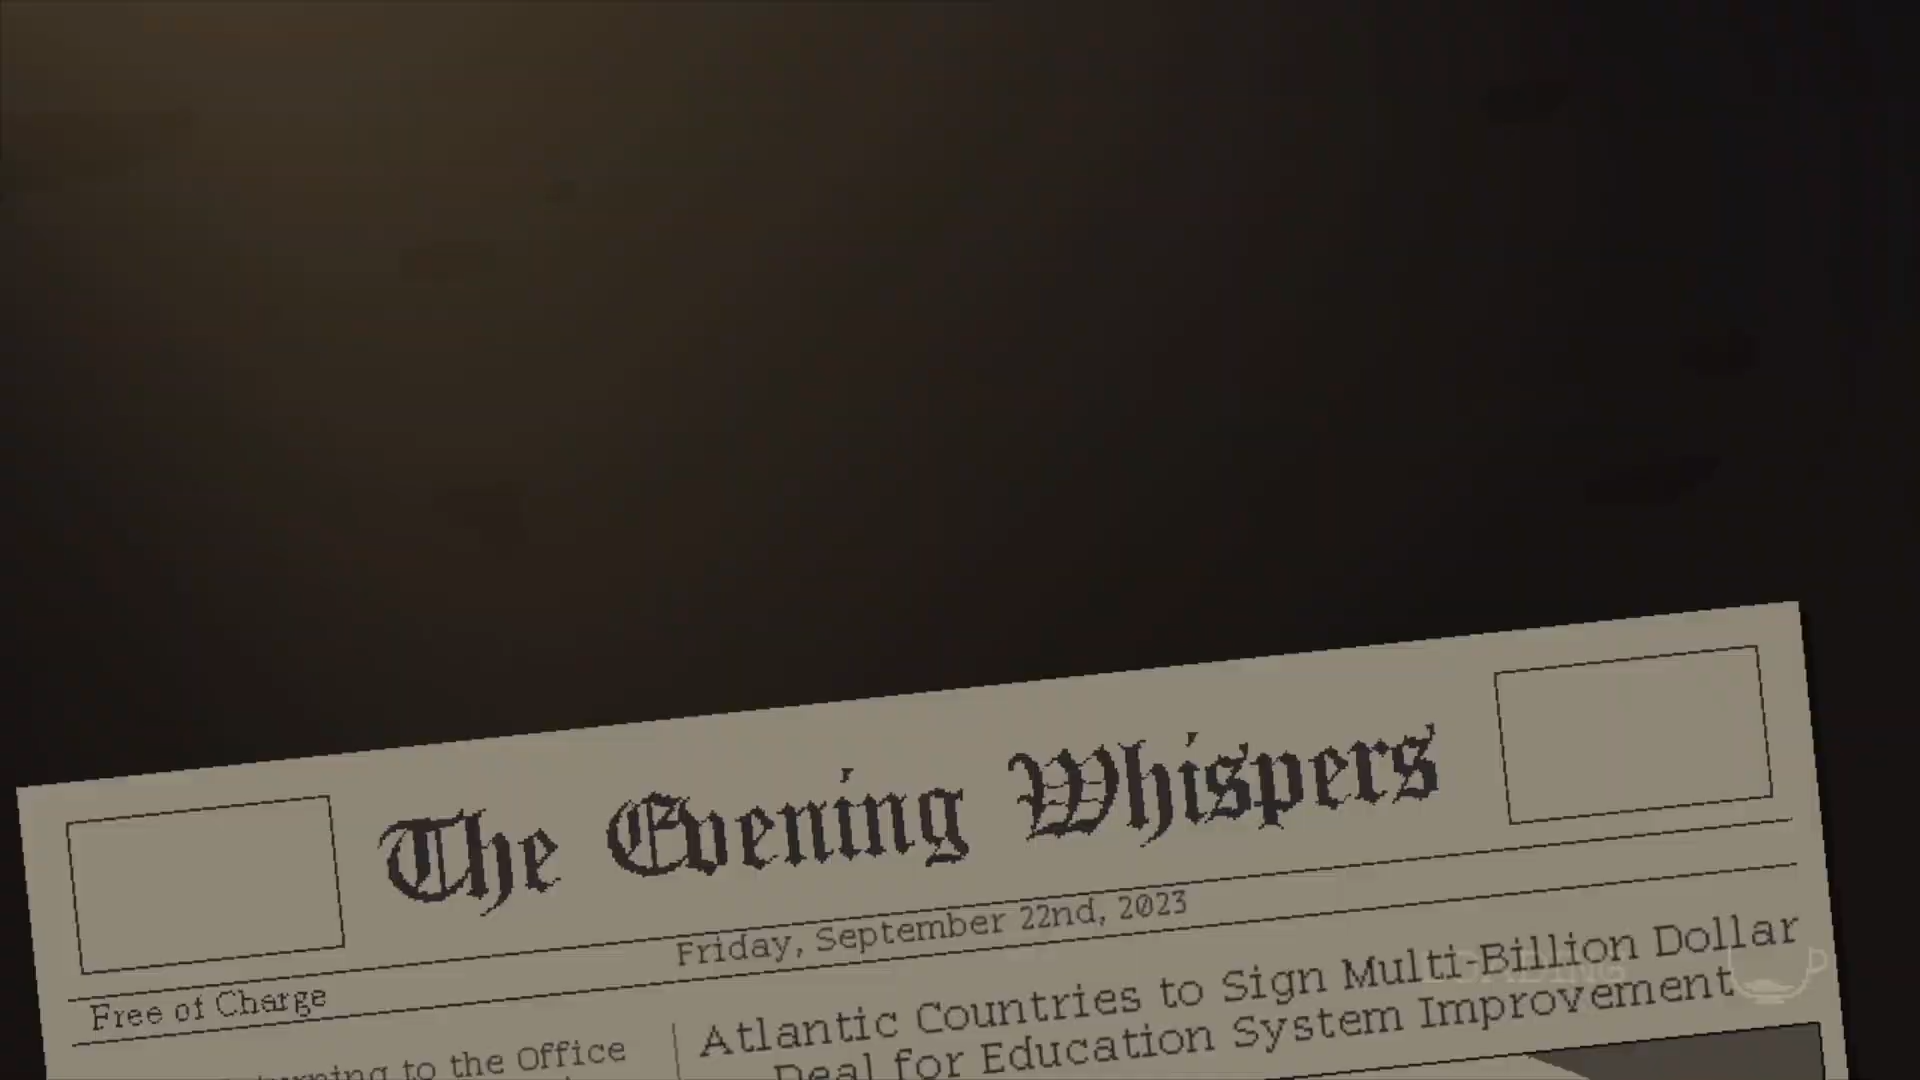 The Evening Whispers
Friday, September 22nd, 2023
Free of Charge
to the Office
Atlantic Countries to Sign Multi-Billion Dollar
Deal for Education System Improvement
LOADING